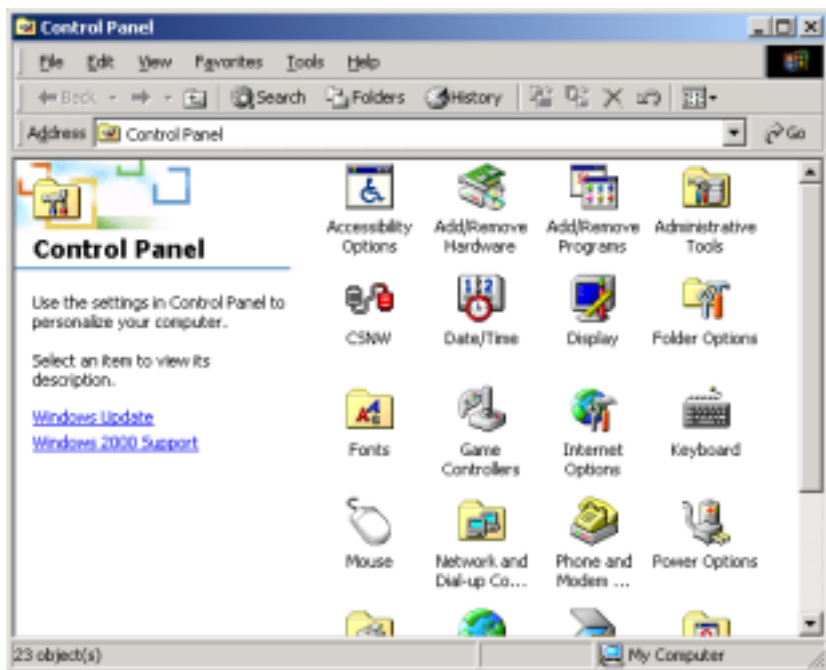 Control Panel
File Edit View Favorites Tools Help
Back Search Folders History
Address Control Panel Go
Control Panel
Use the settings in Control Panel to
personalize your computer.
Select an item to view its
description.
Windows Update
Windows 2000 Support
Accessibility
Options
Add/Remove
Hardware
Add/Remove
Programs
Administrative
Tools
CSNW
Date/Time
Display
Folder Options
Fonts
Game
Controllers
Internet
Options
Keyboard
Mouse
Network and
Dial-up Co...
Phone and
Modem ...
Power Options
23 object(s)
My Computer